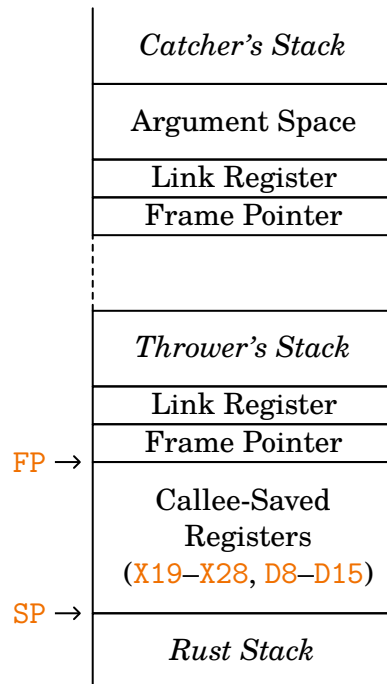 Catcher's Stack
Argument Space
Link Register
Frame Pointer
Thrower's Stack
Link Register
Frame Pointer
FP →
Callee-Saved
Registers
(X19–X28, D8–D15)
SP →
Rust Stack